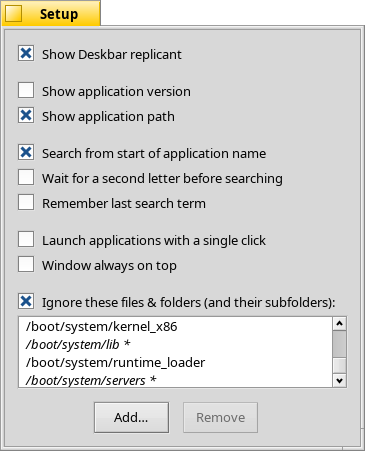 Setup
Show Deskbar replicant
Show application version
Show application path
Search from start of application name
Wait for a second letter before searching
Remember last search term
Launch applications with a single click
Window always on top
Ignore these files & folders (and their subfolders):
/boot/system/kernel_x86
/boot/system/lib *
/boot/system/runtime_loader
/boot/system/servers *
Add... Remove